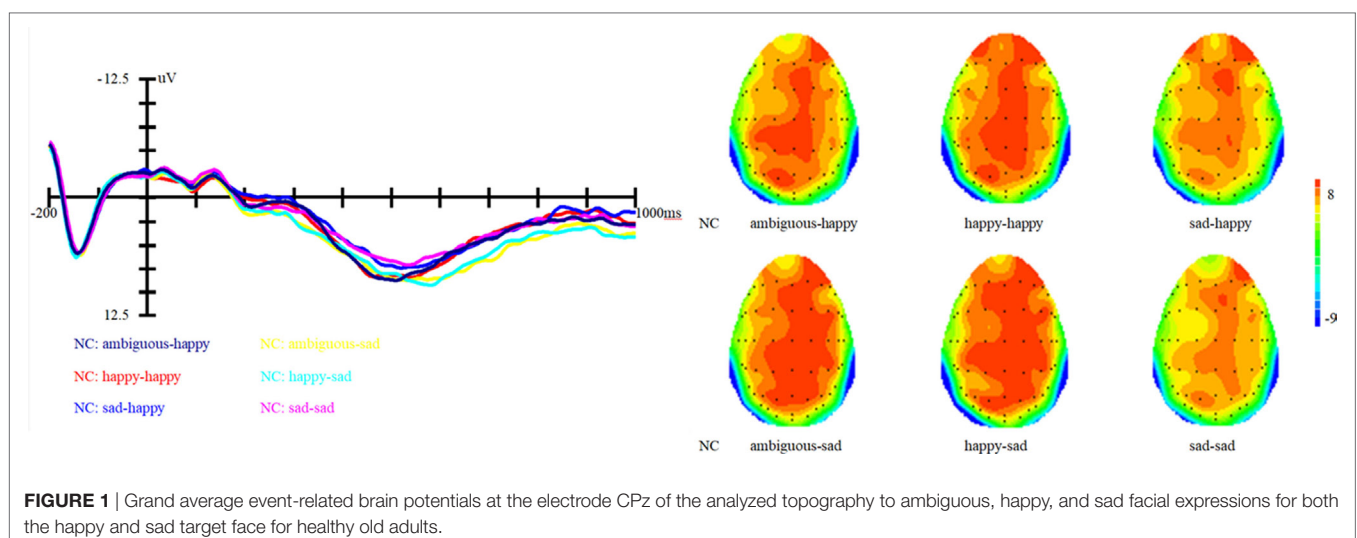 -12.5
uV
-200
1000ms
12.5
NC: ambiguous-happy
NC: ambiguous-sad
NC: happy-happy
NC: happy-sad
NC: sad-happy
NC: sad-sad
NC
ambiguous-happy
happy-happy
sad-happy
8
-9
NC
ambiguous-sad
happy-sad
sad-sad
FIGURE 1 | Grand average event-related brain potentials at the electrode CPz of the analyzed topography to ambiguous, happy, and sad facial expressions for both
the happy and sad target face for healthy old adults.